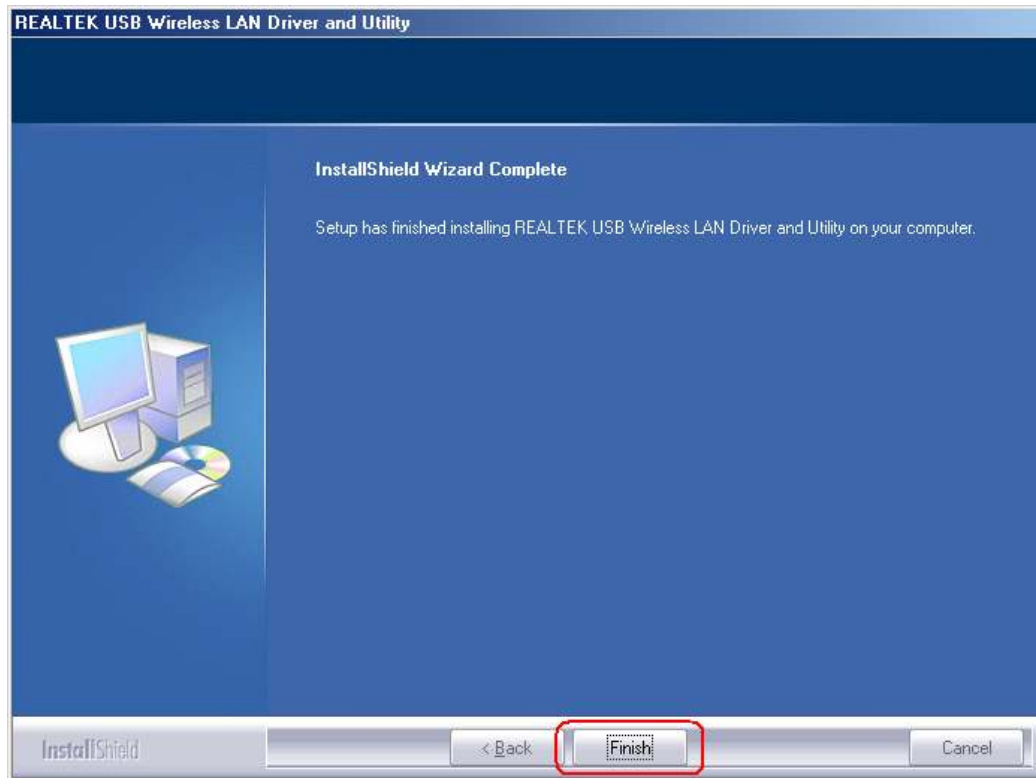 REALTEK USB Wireless LAN Driver and Utility
InstallShield Wizard Complete
Setup has finished installing REALTEK USB Wireless LAN Driver and Utility on your computer.
InstallShield
< Back
Finish
Cancel